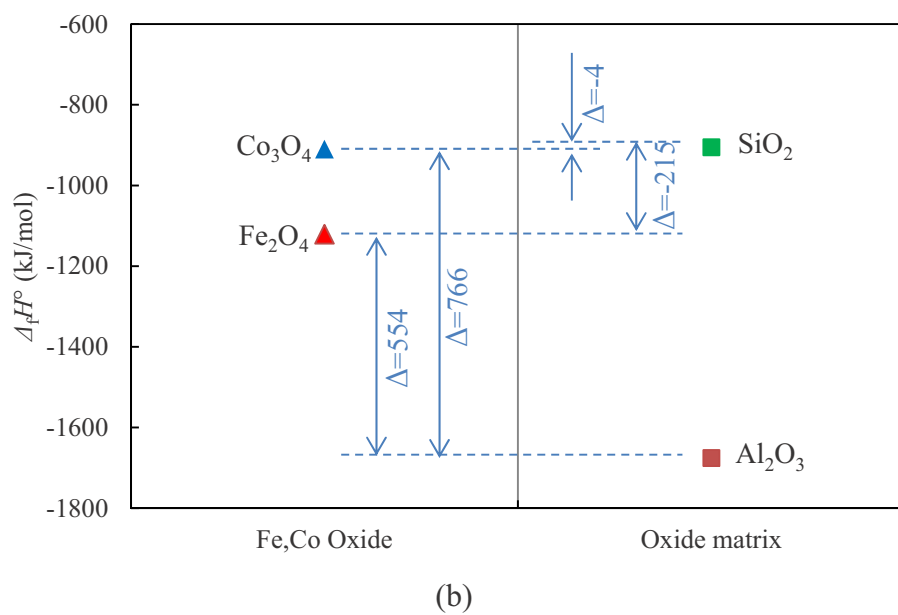 -600
-800
-1000
-1200
-1400
-1600
-1800
Δ_fH° (kJ/mol)
Co₃O₄
Fe₂O₄
Δ=554
Δ=766
Δ=-4
Δ=-215
SiO₂
Al₂O₃
Fe,Co Oxide
Oxide matrix
(b)